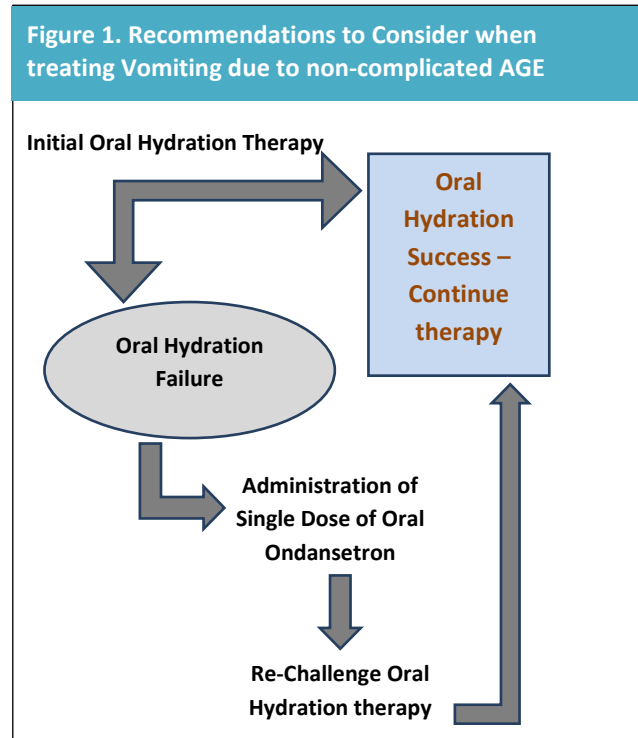 Figure 1. Recommendations to Consider when
treating Vomiting due to non-complicated AGE
Initial Oral Hydration Therapy
Oral
Hydration
Success –
Continue
therapy
Oral Hydration
Failure
Administration of
Single Dose of Oral
Ondansetron
Re-Challenge Oral
Hydration therapy